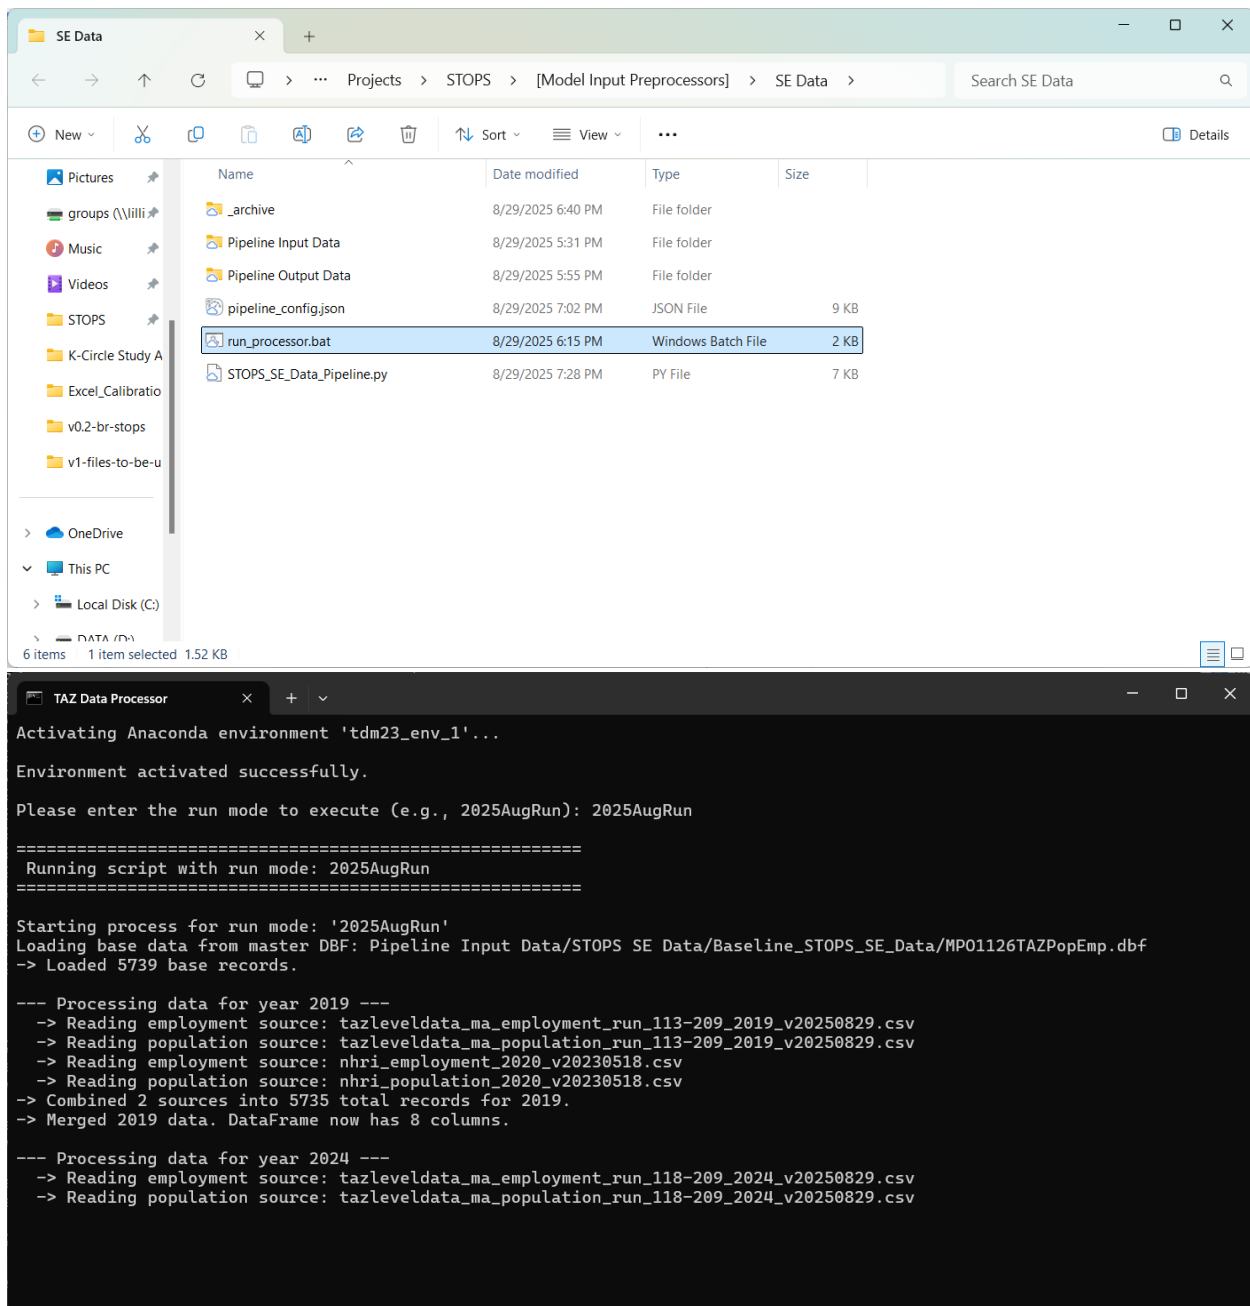 SE Data
Projects > STOPS > [Model Input Preprocessors] > SE Data >
Search SE Data
New
Sort
View
Details
Name Date modified Type Size
Pictures
groups (\\lilli
Music
Videos
STOPS
K-Circle Study A
Excel_Calibratio
v0.2-br-stops
v1-files-to-be-u
OneDrive
This PC
Local Disk (C:)
DATA (D:)
_archive 8/29/2025 6:40 PM File folder
Pipeline Input Data 8/29/2025 5:31 PM File folder
Pipeline Output Data 8/29/2025 5:55 PM File folder
pipeline_config.json 8/29/2025 7:02 PM JSON File 9 KB
run_processor.bat 8/29/2025 6:15 PM Windows Batch File 2 KB
STOPS_SE_Data_Pipeline.py 8/29/2025 7:28 PM PY File 7 KB
6 items 1 item selected 1.52 KB
TAZ Data Processor
Activating Anaconda environment 'tdm23_env_1'...
Environment activated successfully.
Please enter the run mode to execute (e.g., 2025AugRun): 2025AugRun
========================================================
Running script with run mode: 2025AugRun
========================================================
Starting process for run mode: '2025AugRun'
Loading base data from master DBF: Pipeline Input Data/STOPS SE Data/Baseline_STOPS_SE_Data/MPO1126TAZPopEmp.dbf
-> Loaded 5739 base records.
--- Processing data for year 2019 ---
-> Reading employment source: tazleveldata_ma_employment_run_113-209_2019_v20250829.csv
-> Reading population source: tazleveldata_ma_population_run_113-209_2019_v20250829.csv
-> Reading employment source: nhri_employment_2020_v20230518.csv
-> Reading population source: nhri_population_2020_v20230518.csv
-> Combined 2 sources into 5735 total records for 2019.
-> Merged 2019 data. DataFrame now has 8 columns.
--- Processing data for year 2024 ---
-> Reading employment source: tazleveldata_ma_employment_run_118-209_2024_v20250829.csv
-> Reading population source: tazleveldata_ma_population_run_118-209_2024_v20250829.csv